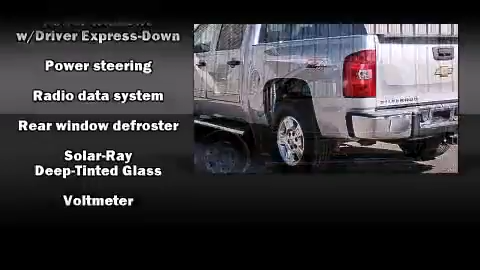 w/Driver Express-Down
Power steering
Radio data system
Rear window defroster
Solar-Ray
Deep-Tinted Glass
Voltmeter